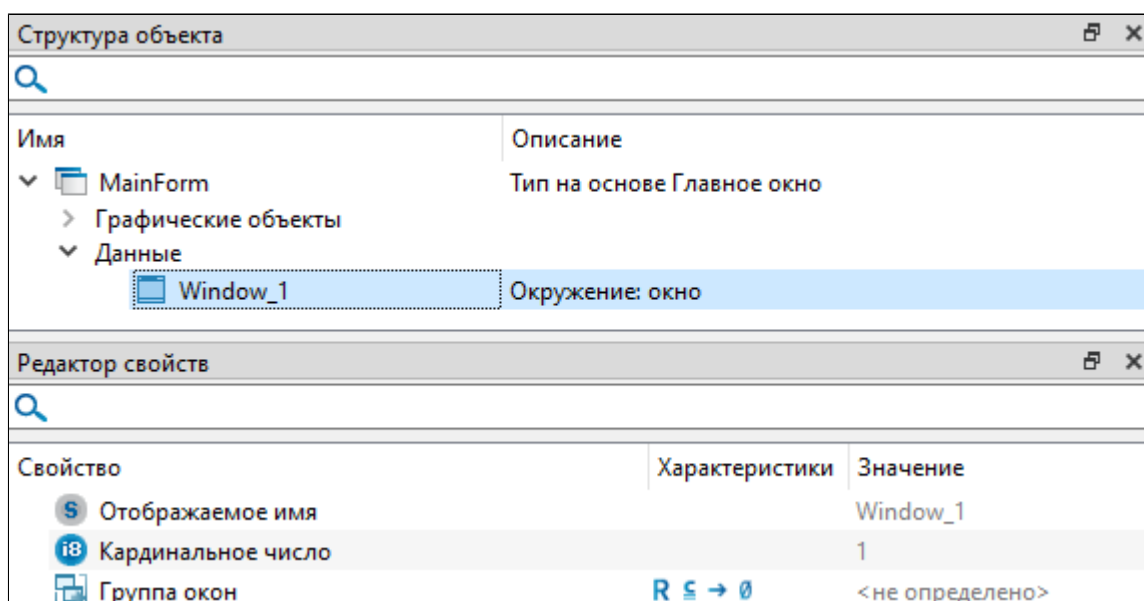 Структура объекта
Имя Описание
MainForm Тип на основе Главное окно
Графические объекты
Данные
Window_1 Окружение: окно
Редактор свойств
Свойство Характеристики Значение
S Отображаемое имя Window_1
i8 Кардинальное число 1
Группа окон R ⊆ → Ø <не определено>